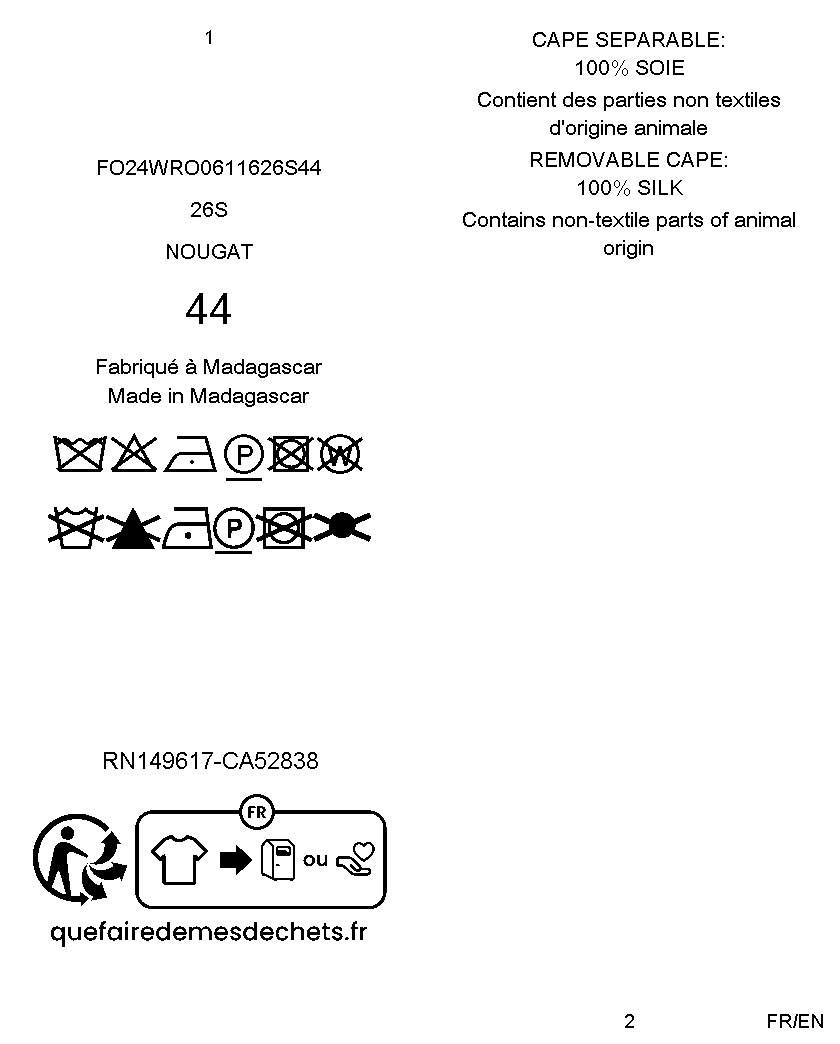 1
FO24WRO0611626S44
26S
NOUGAT
44
Fabriqué à Madagascar
Made in Madagascar
P W
P
RN149617-CA52838
FR
ou
quefairedemesdechets.fr
CAPE SEPARABLE:
100% SOIE
Contient des parties non textiles
d'origine animale
REMOVABLE CAPE:
100% SILK
Contains non-textile parts of animal
origin
2
FR/EN